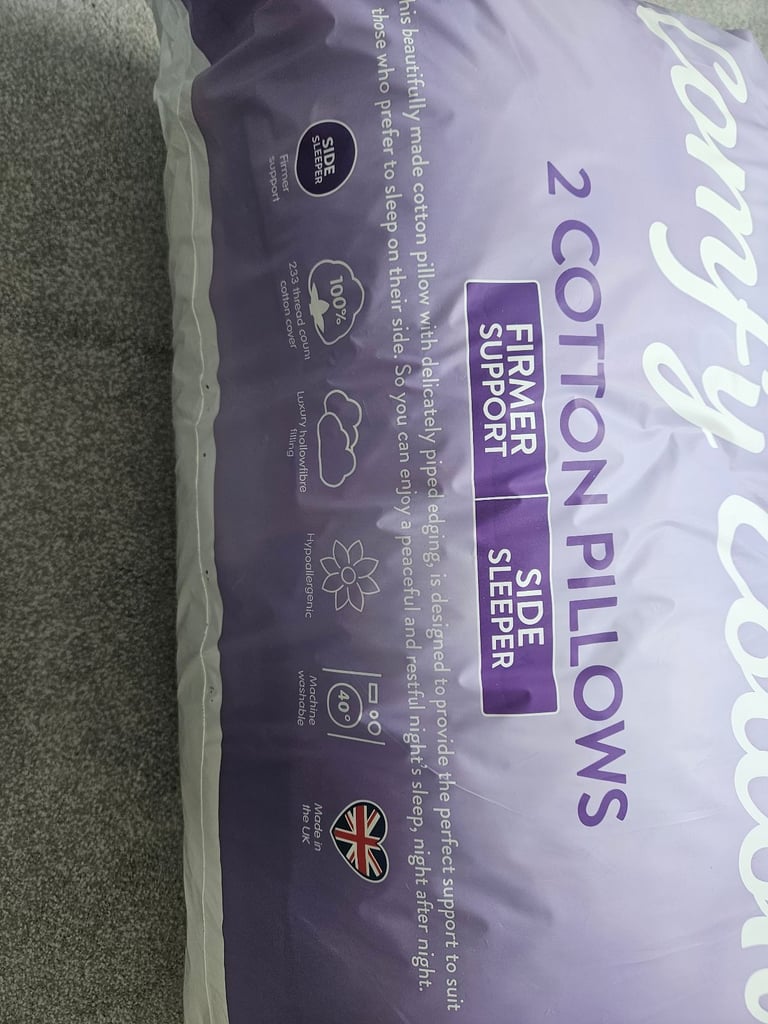 Comfy Cotton
2 COTTON PILLOWS
FIRMER
SUPPORT
SIDE
SLEEPER
his beautifully made cotton pillow with delicately piped edging, is designed to provide the perfect support to suit
those who prefer to sleep on their side. So you can enjoy a peaceful and restful night's sleep, night after night.
SIDE
SLEEPER
Firmer
support
100%
233 thread count
cotton cover
Luxury hollowfibre
filling
Hypoallergenic
40°
Machine
washable
Made in
the UK